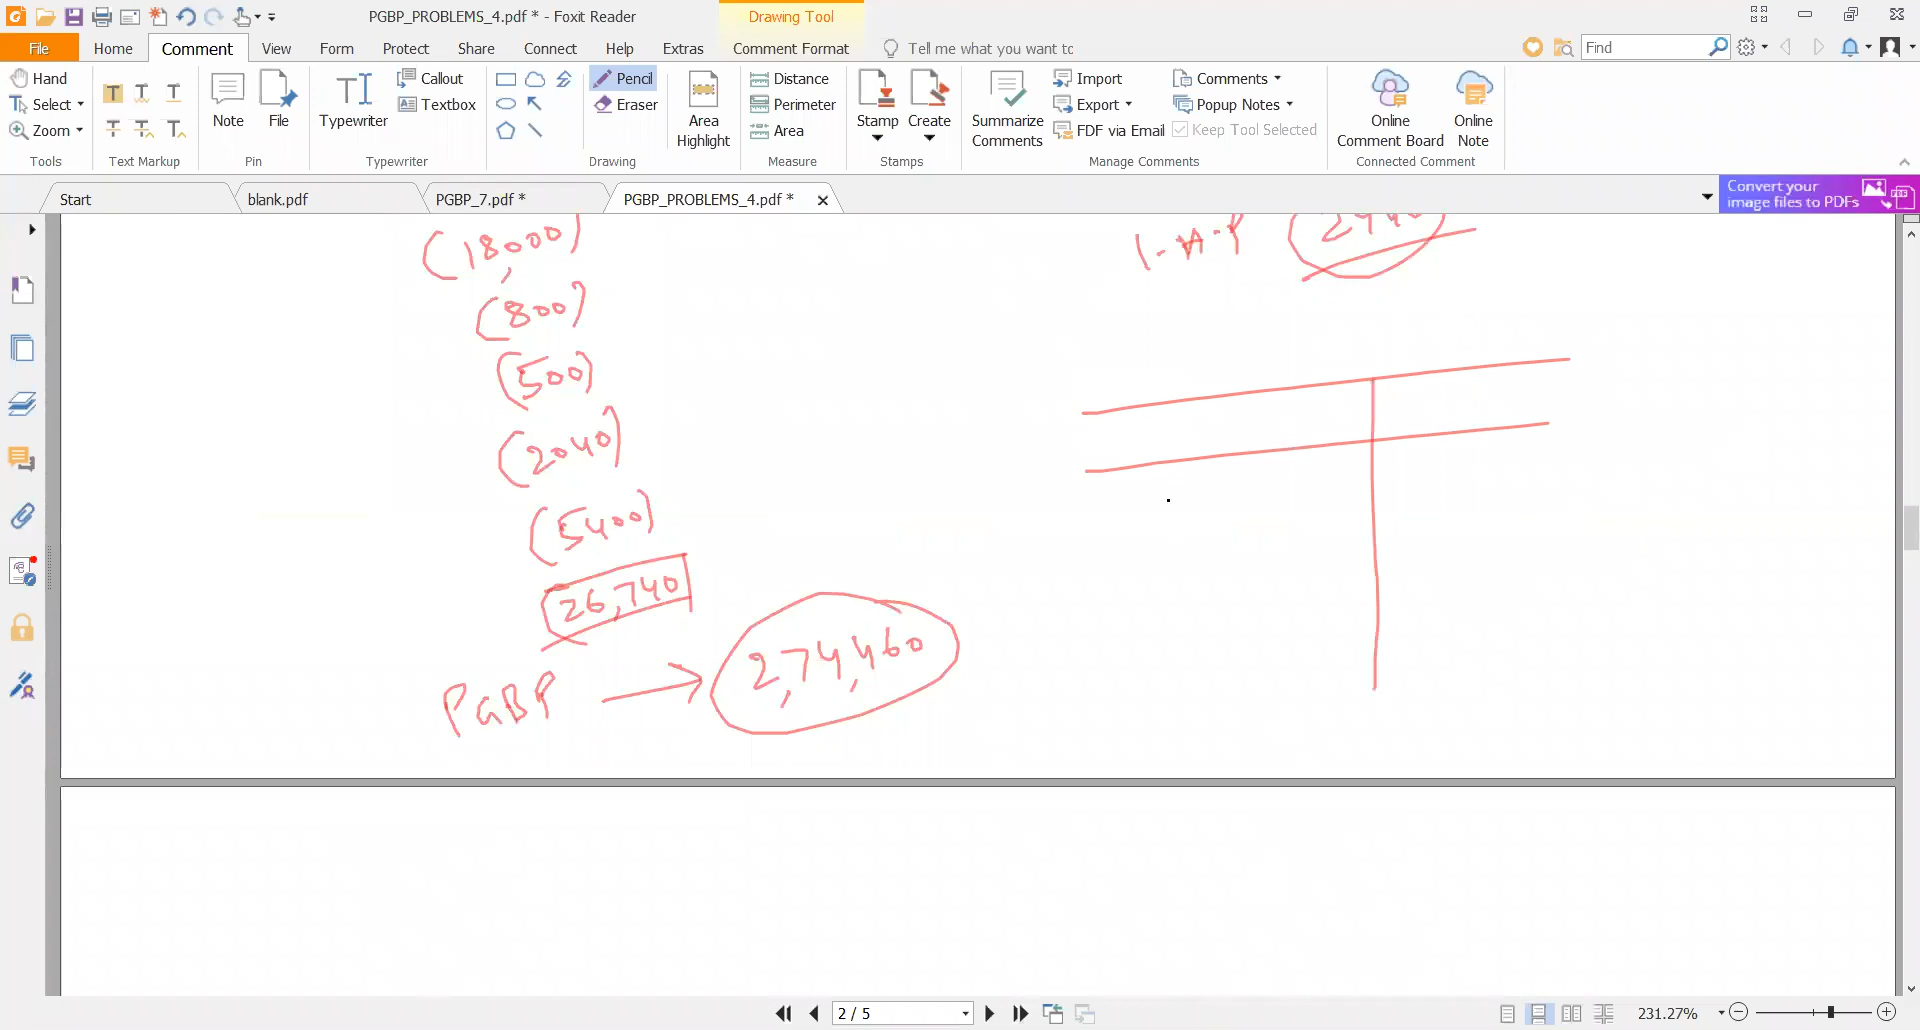 PGBP_PROBLEMS_4.pdf * - Foxit Reader
Drawing Tool
File
Home
Comment
View
Form
Protect
Share
Connect
Help
Extras
Comment Format
Tell me what you want to
Find
Hand
Select
Zoom
Tools
Text Markup
Note
File
Pin
Typewriter
Callout
Textbox
Typewriter
Pencil
Eraser
Drawing
Area
Highlight
Distance
Perimeter
Area
Measure
Stamp
Create
Stamps
Summarize
Comments
Import
Export
FDF via Email
Comments
Popup Notes
Keep Tool Selected
Manage Comments
Online
Comment Board
Online
Note
Connected Comment
Start
blank.pdf
PGBP_7.pdf *
PGBP_PROBLEMS_4.pdf *
Convert your
image files to PDFs
(18,000)
(800)
(500)
(2040)
(5400)
26,740
PGBP → 2,74,460
2 / 5
231.27%